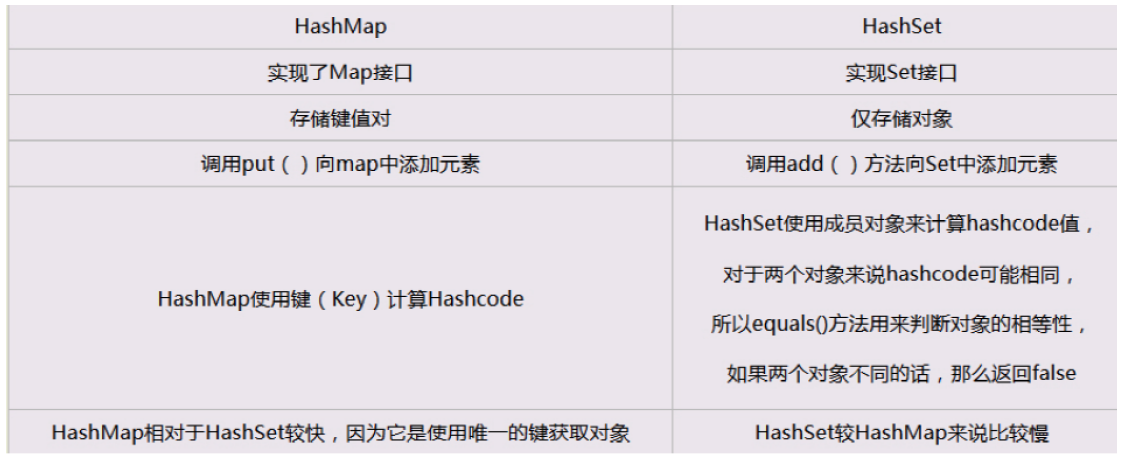 HashMap
HashSet
实现了Map接口
实现Set接口
存储键值对
仅存储对象
调用put（）向map中添加元素
调用add（）方法向Set中添加元素
HashMap使用键（Key）计算Hashcode
HashSet使用成员对象来计算hashcode值，
对于两个对象来说hashcode可能相同，
所以equals()方法用来判断对象的相等性，
如果两个对象不同的话，那么返回false
HashMap相对于HashSet较快，因为它是使用唯一的键获取对象
HashSet较HashMap来说比较慢